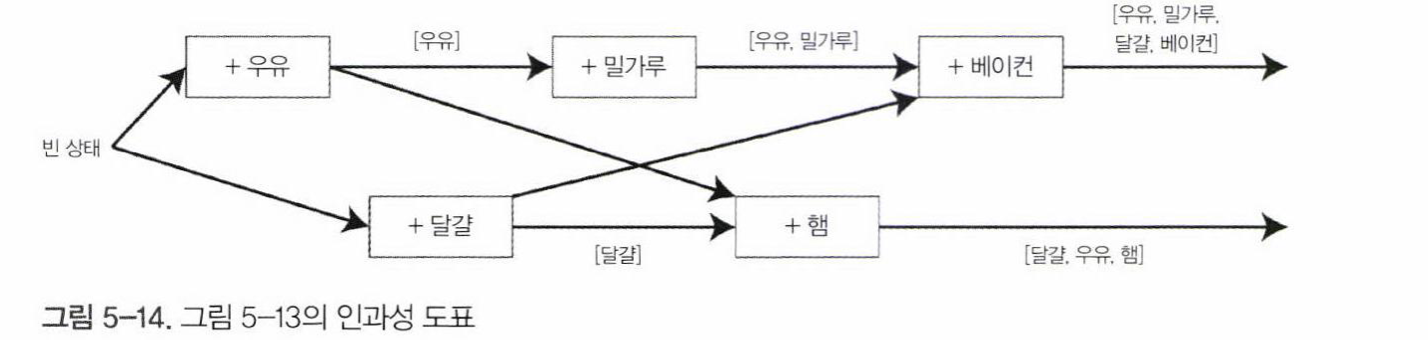 [우유, 밀가루,
달걀, 베이컨]
[우유]
[우유, 밀가루]
+ 우유
+ 밀가루
+ 베이컨
빈 상태
+ 달걀
+ 햄
[달걀]
[달걀, 우유, 햄]
그림 5-14. 그림 5-13의 인과성 도표